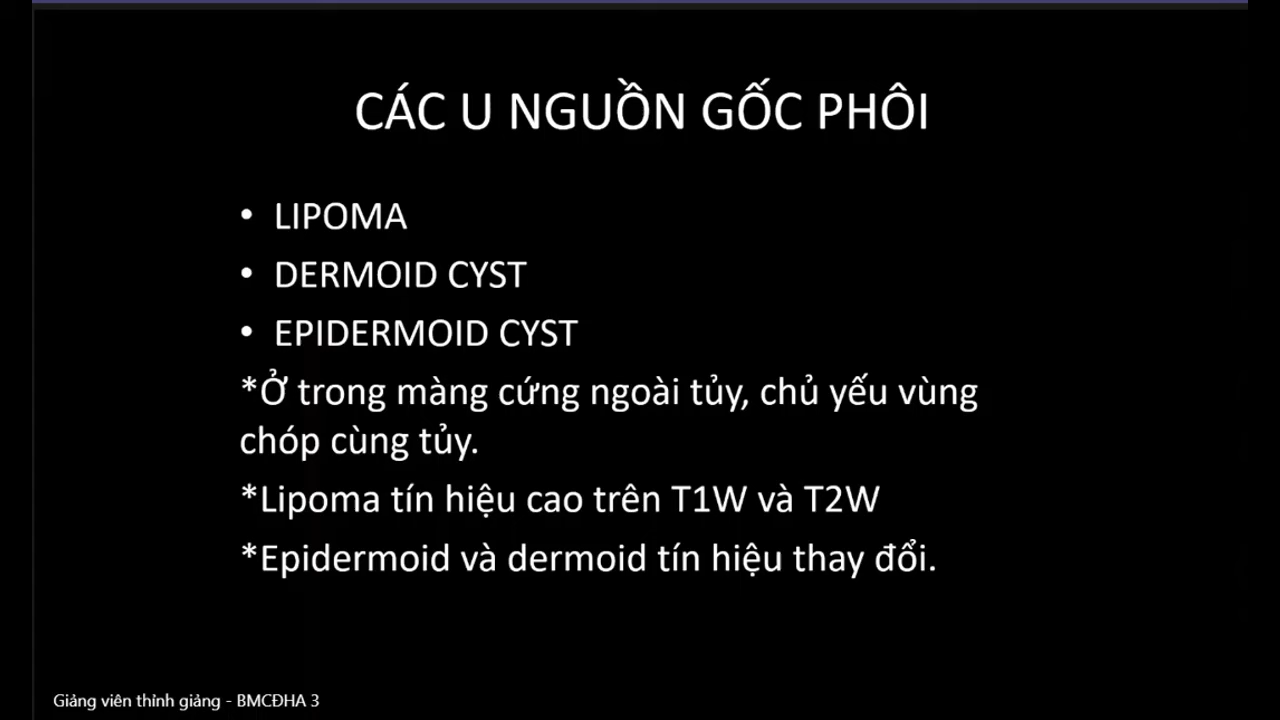 CÁC U NGUỒN GỐC PHÔI
• LIPOMA
• DERMOID CYST
• EPIDERMOID CYST
*Ở trong màng cứng ngoài tủy, chủ yếu vùng
chóp cùng tủy.
*Lipoma tín hiệu cao trên T1W và T2W
*Epidermoid và dermoid tín hiệu thay đổi.
Giảng viên thỉnh giảng - BMCĐHA 3